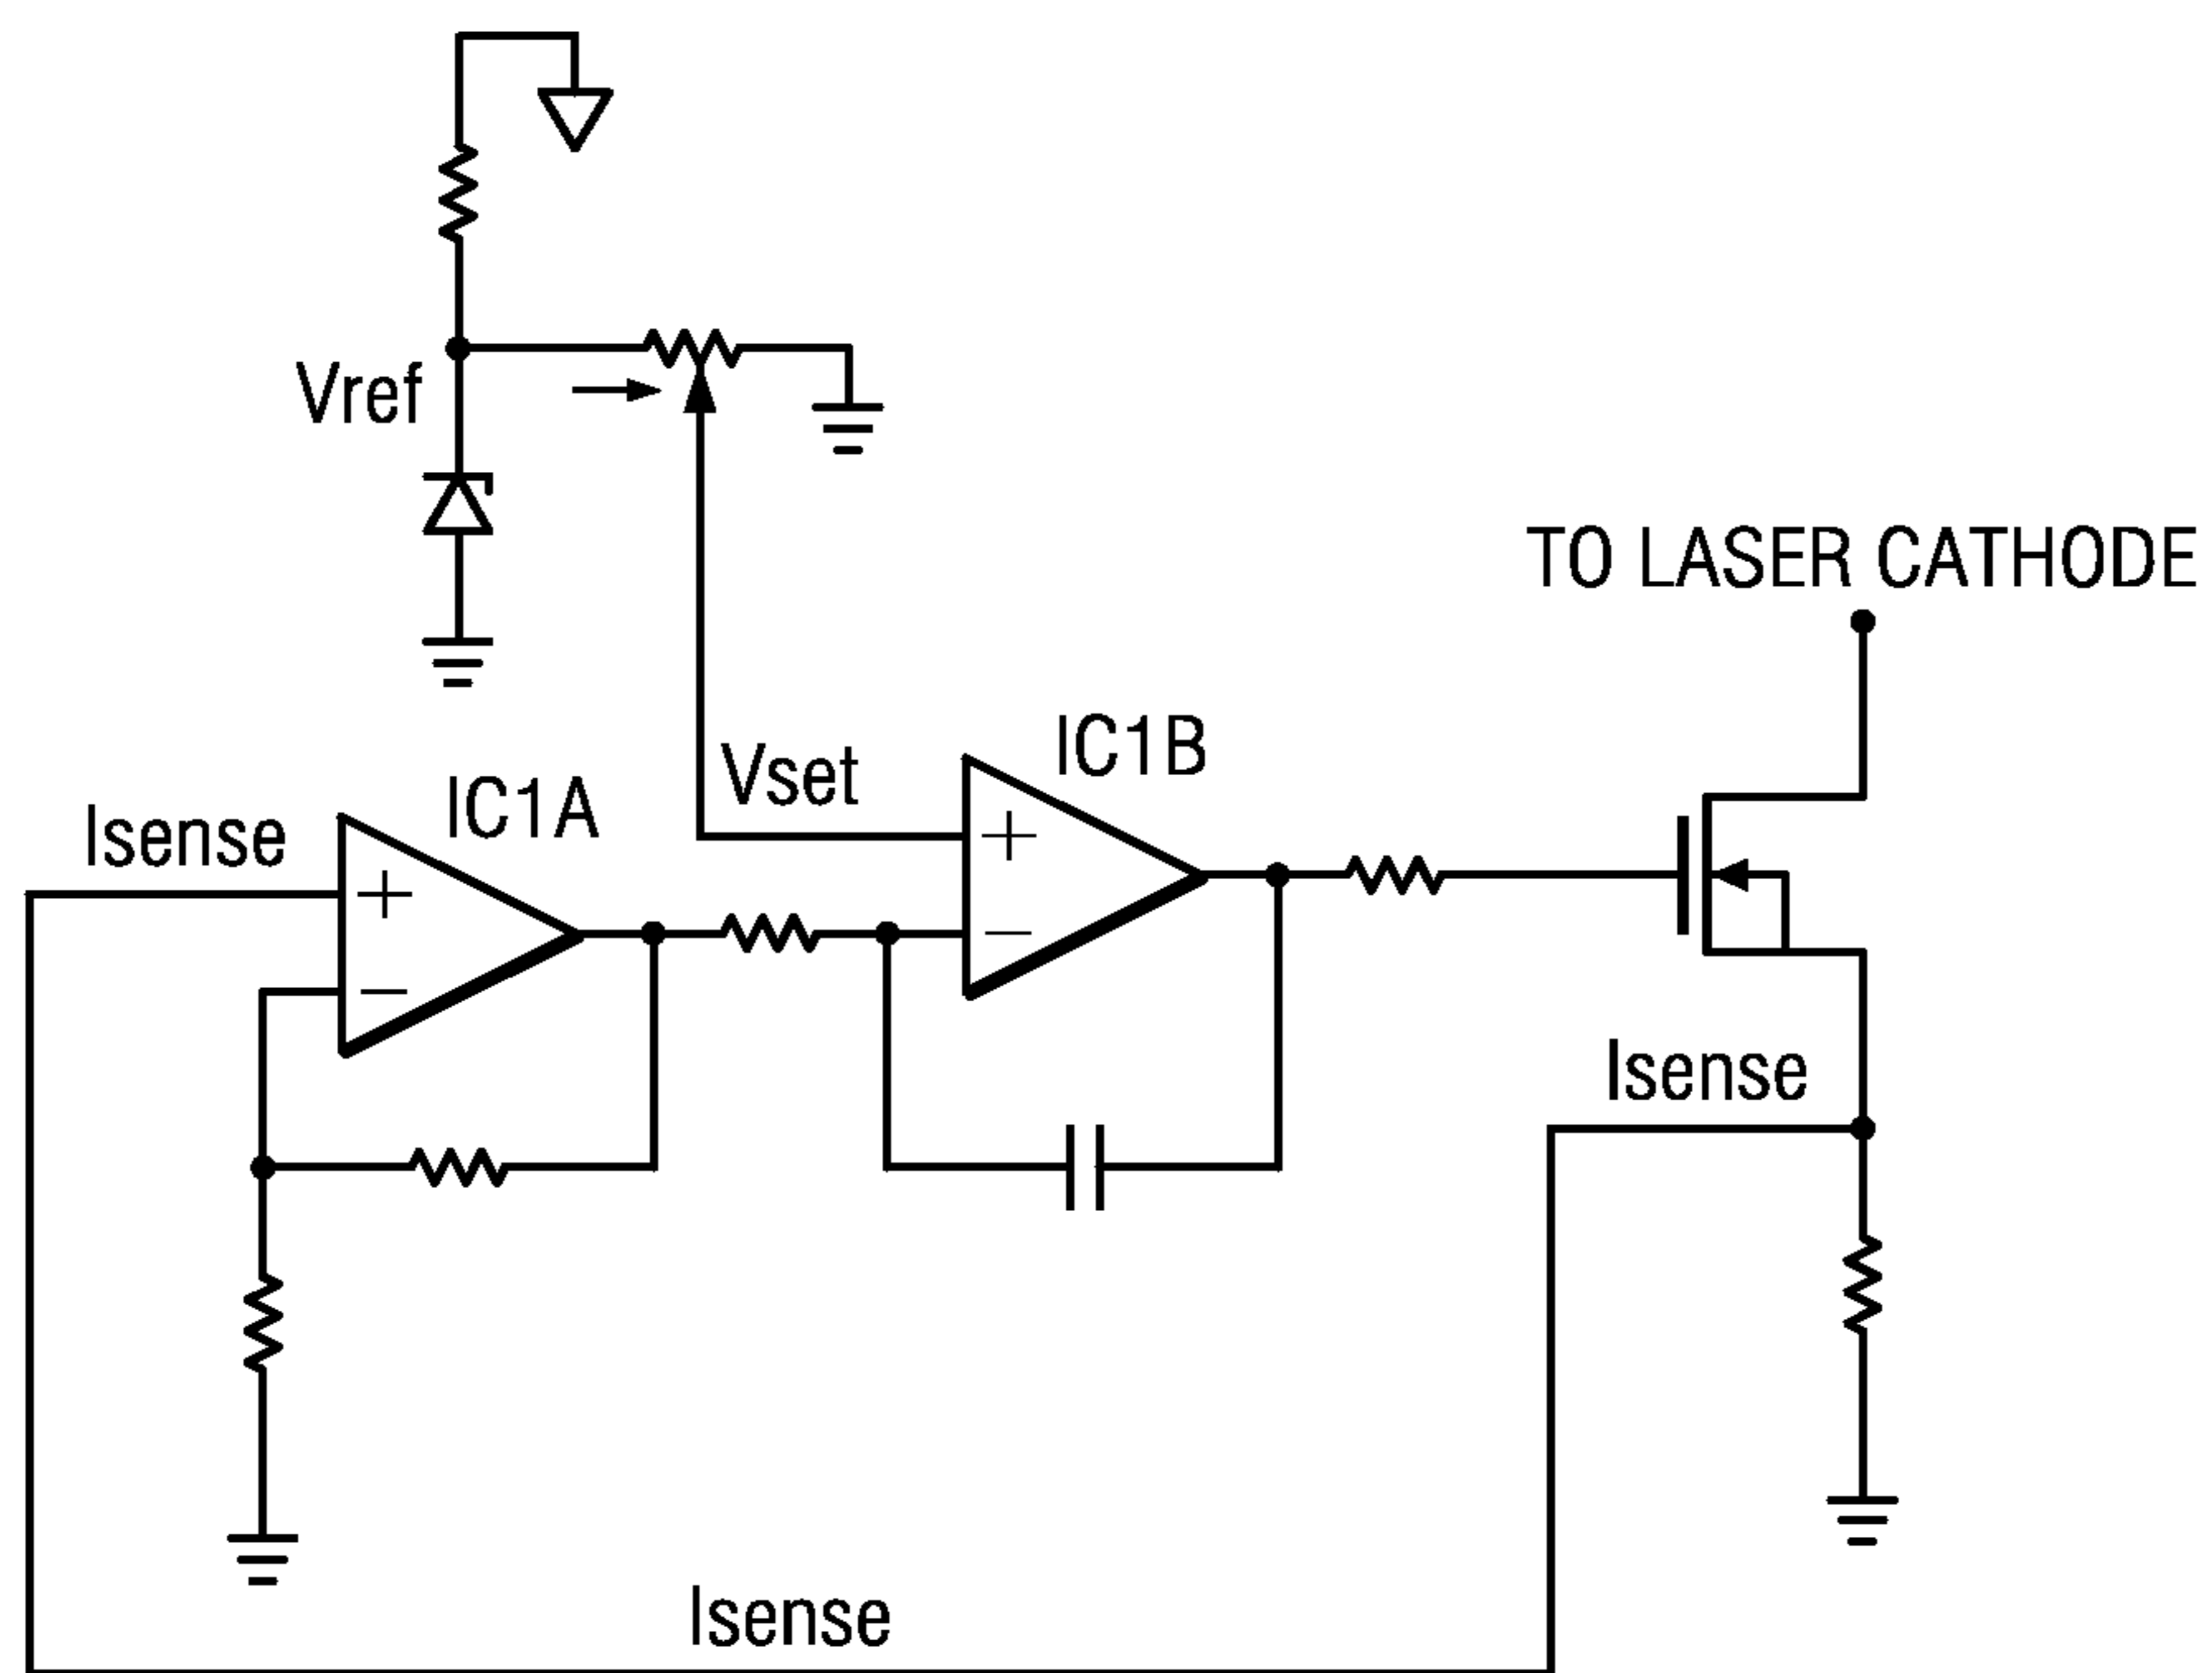 Vref
TO LASER CATHODE
IC1B
Vset
IC1A
Isense
+
+
−
−
Isense
Isense